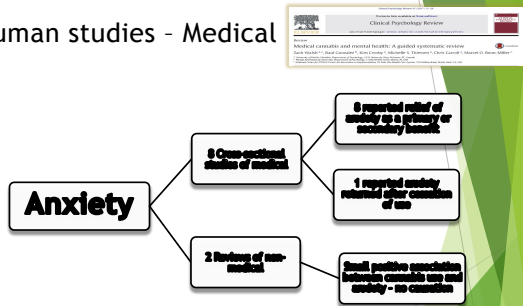 uman studies – Medical
ELSEVIER
Clinical Psychology Review
Medical cannabis and mental health: A guided systematic review
Anxiety
8 Cross-sectional
studies of medical
8 reported relief of
anxiety as a primary or
secondary benefit
1 reported anxiety
returned after cessation
of use
2 Reviews of non-
medical
Small positive association
between cannabis use and
anxiety – no causation